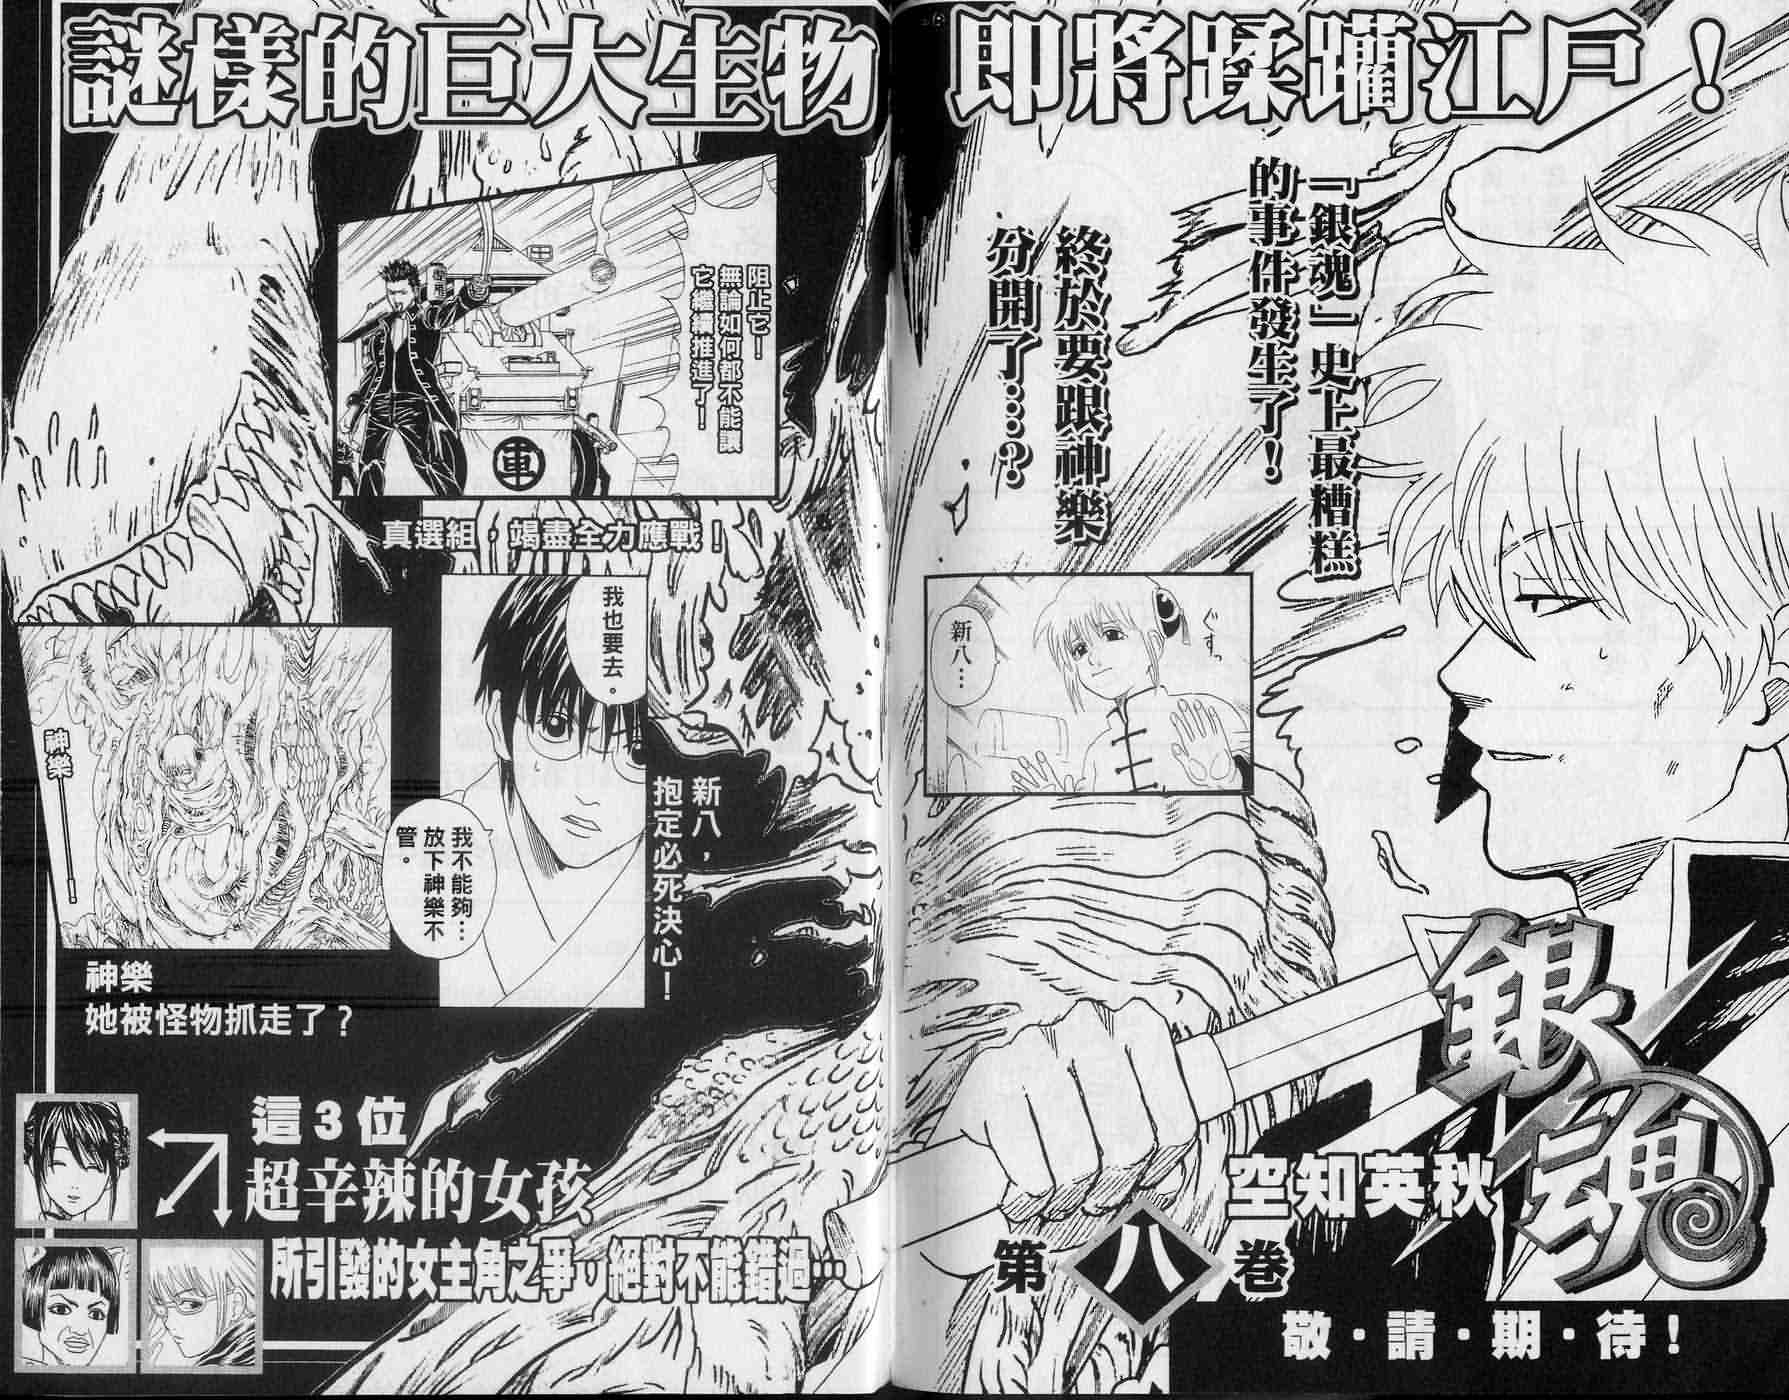 謎樣的巨大生物 即將蹂躪江戶！
「銀魂」史上最糟糕
的事件發生了！
終於要跟神樂
分開了…？
新八…
ぐすっ
銀魂
空知英秋
第八巻
敬・請・期・待！
阻止它！
無論如何都不能讓
它繼續推進了！
車
真選組，竭盡全力應戰！
我也要去。
我不能夠…
放下神樂不
管。
新八，
抱定必死決心！
神樂——！
神樂
她被怪物抓走了？
這3位
超辛辣的女孩
所引發的女主角之爭，絕對不能錯過…